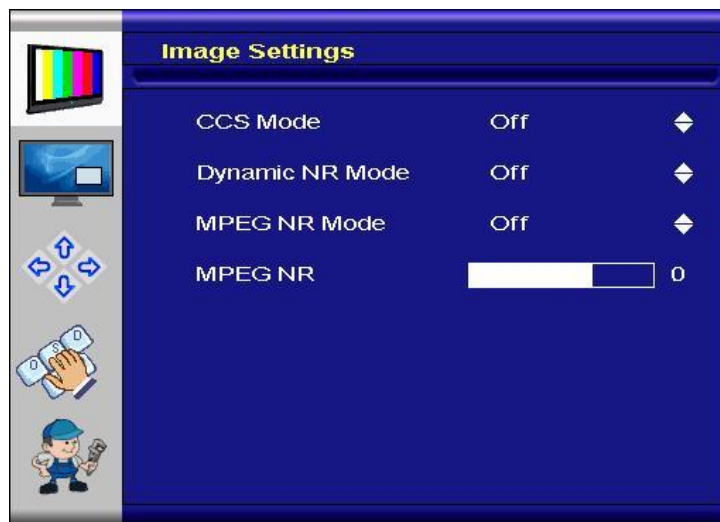 Image Settings
CCS Mode Off
Dynamic NR Mode Off
MPEG NR Mode Off
MPEG NR 0
O S D